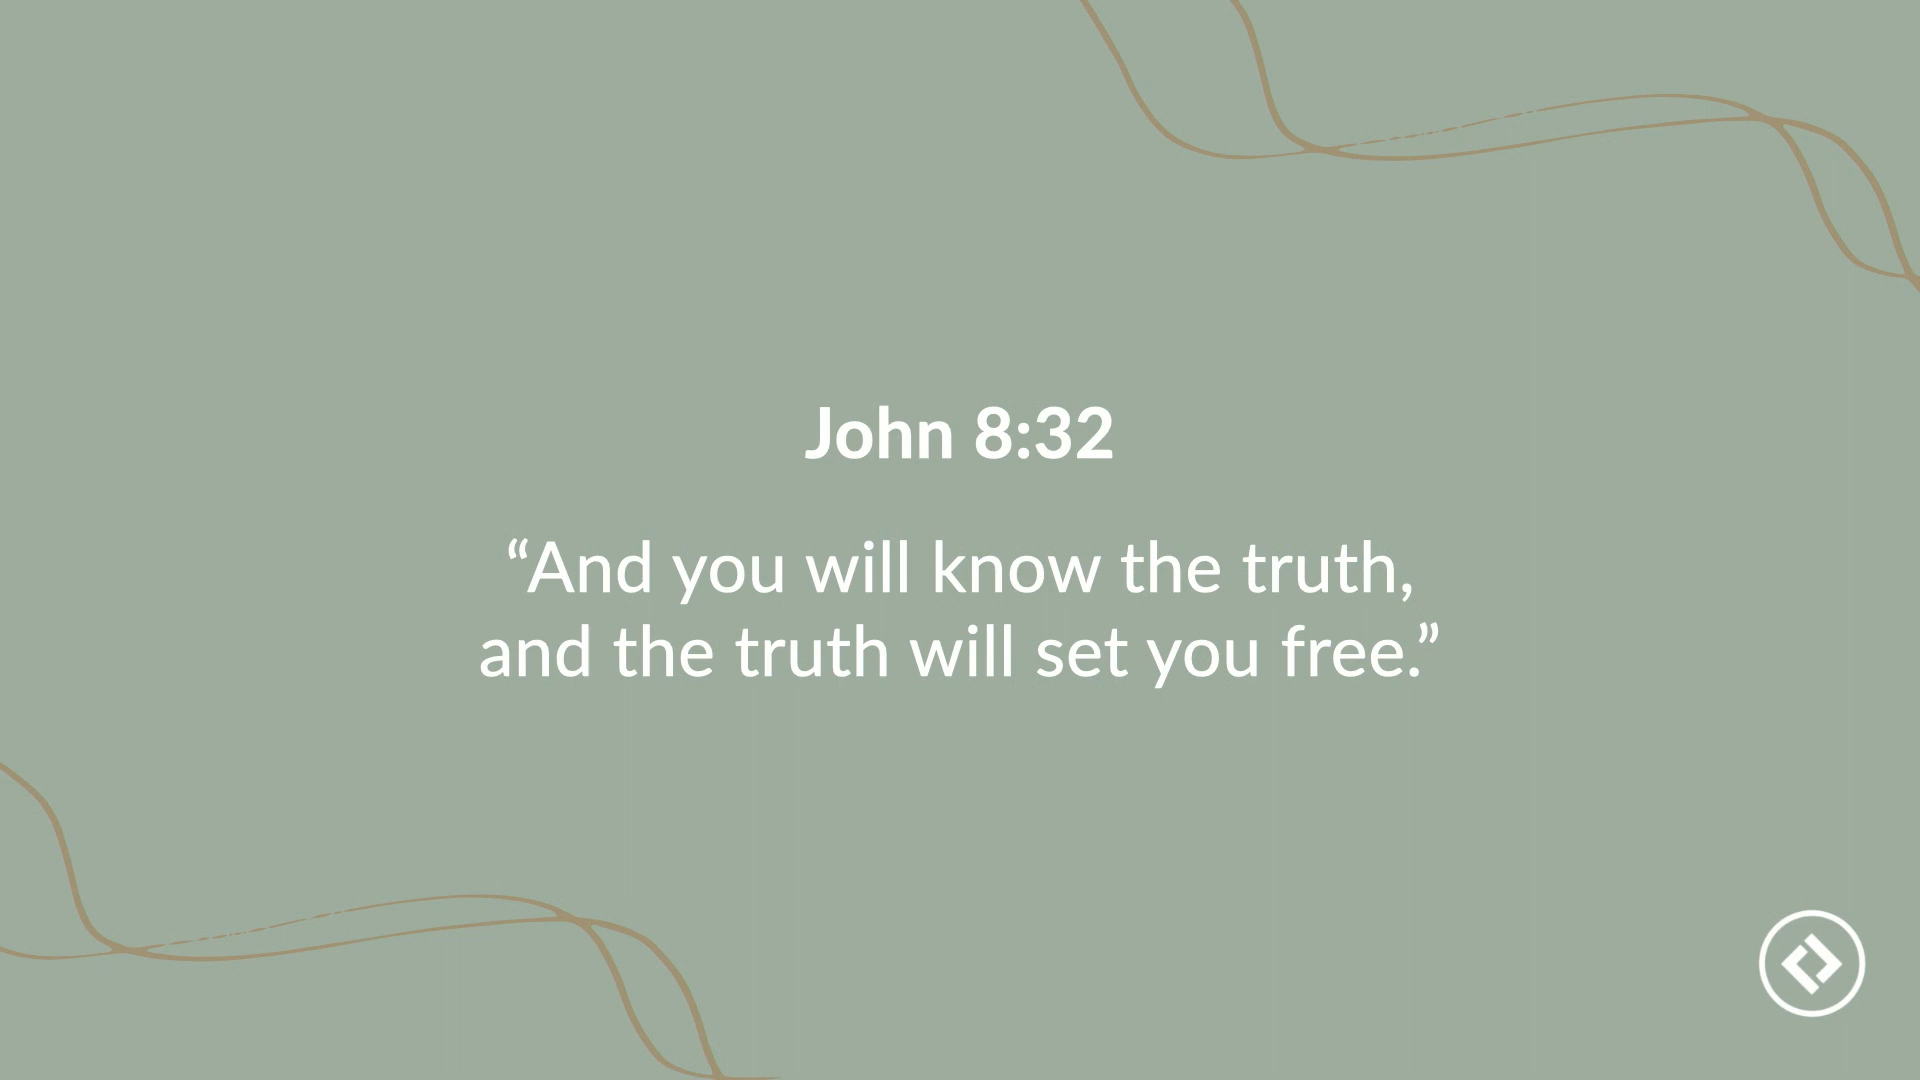 John 8:32
“And you will know the truth,
and the truth will set you free.”